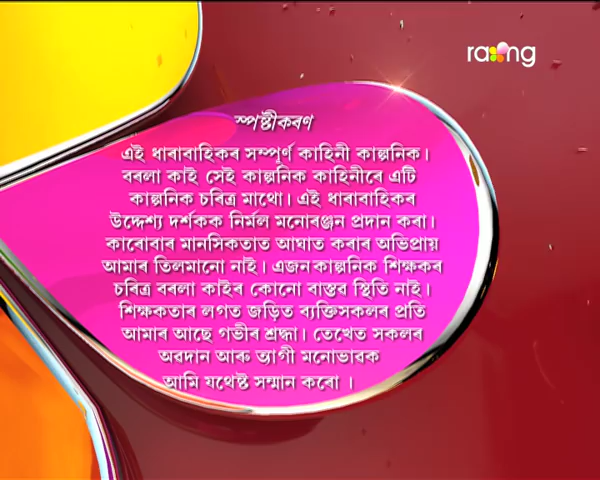 rang
স্পষ্টীকৰণ
এই ধাৰাবাহিকৰ সম্পূৰ্ণ কাহিনী কাল্পনিক।
বৰলা কাই সেই কাল্পনিক কাহিনীৰে এটি
কাল্পনিক চৰিত্ৰ মাথো। এই ধাৰাবাহিকৰ
উদ্দেশ্য দৰ্শকক নিৰ্মল মনোৰঞ্জন প্ৰদান কৰা।
কাৰোবাৰ মানসিকতাত আঘাত কৰাৰ অভিপ্ৰায়
আমাৰ তিলমানো নাই। এজন কাল্পনিক শিক্ষকৰ
চৰিত্ৰ বৰলা কাইৰ কোনো বাস্তৱ স্থিতি নাই।
শিক্ষকতাৰ লগত জড়িত ব্যক্তিসকলৰ প্ৰতি
আমাৰ আছে গভীৰ শ্ৰদ্ধা। তেখেত সকলৰ
অৱদান আৰু ত্যাগী মনোভাৱক
আমি যথেষ্ট সন্মান কৰো ।